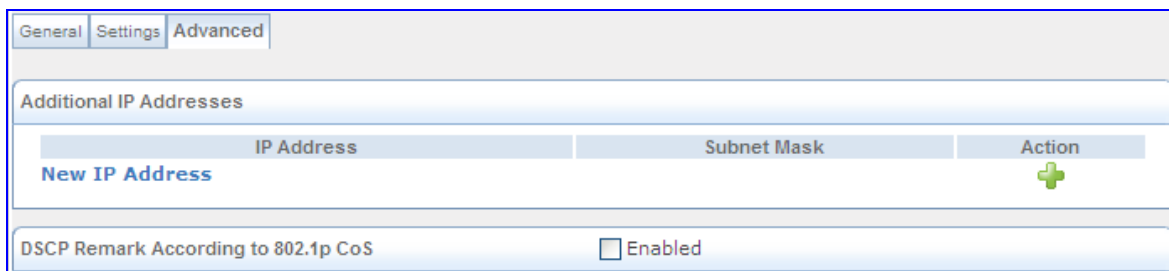 General Settings Advanced
Additional IP Addresses
IP Address Subnet Mask Action
New IP Address
DSCP Remark According to 802.1p CoS Enabled